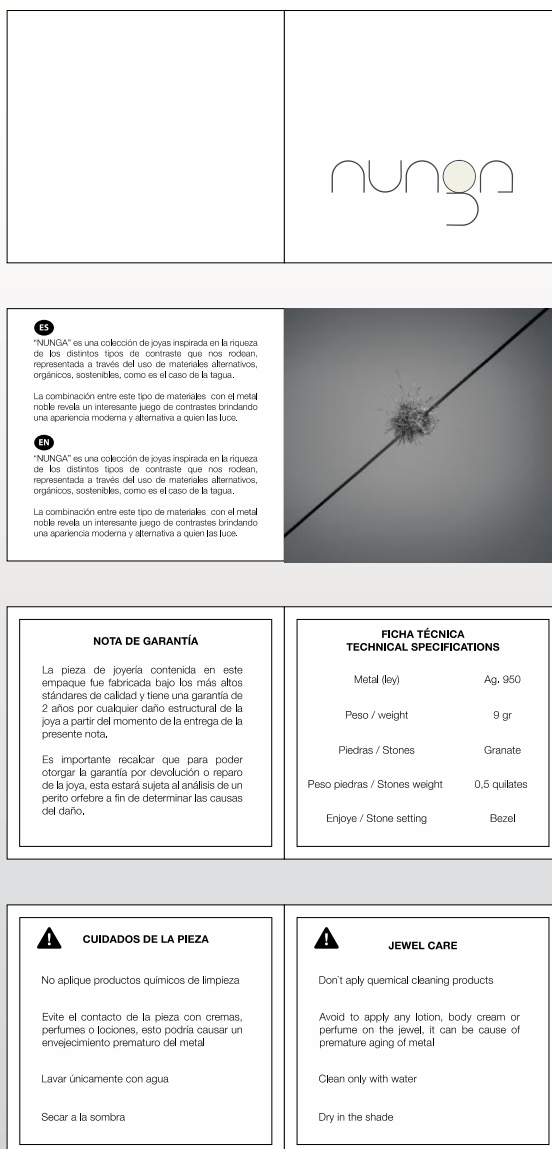 nunga
ES
"NUNGA" es una colección de joyas inspirada en la riqueza
de los distintos tipos de contraste que nos rodean,
representada a través del uso de materiales alternativos,
orgánicos, sostenibles, como es el caso de la tagua.
La combinación entre este tipo de materiales con el metal
noble revela un interesante juego de contrastes brindando
una apariencia moderna y alternativa a quien las luce.
EN
"NUNGA" es una colección de joyas inspirada en la riqueza
de los distintos tipos de contraste que nos rodean,
representada a través del uso de materiales alternativos,
orgánicos, sostenibles, como es el caso de la tagua.
La combinación entre este tipo de materiales con el metal
noble revela un interesante juego de contrastes brindando
una apariencia moderna y alternativa a quien las luce.
NOTA DE GARANTÍA
La pieza de joyería contenida en este
empaque fue fabricada bajo los más altos
stándares de calidad y tiene una garantía de
2 años por cualquier daño estructural de la
joya a partir del momento de la entrega de la
presente nota.
Es importante recalcar que para poder
otorgar la garantía por devolución o reparo
de la joya, esta estará sujeta al análisis de un
perito orfebre a fin de determinar las causas
del daño.
FICHA TÉCNICA
TECHNICAL SPECIFICATIONS
Metal (ley) Ag. 950
Peso / weight 9 gr
Piedras / Stones Granate
Peso piedras / Stones weight 0,5 quilates
Enjoye / Stone setting Bezel
CUIDADOS DE LA PIEZA
No aplique productos químicos de limpieza
Evite el contacto de la pieza con cremas,
perfumes o lociones, esto podría causar un
envejecimiento prematuro del metal
Lavar únicamente con agua
Secar a la sombra
JEWEL CARE
Don't aply quemical cleaning products
Avoid to apply any lotion, body cream or
perfume on the jewel, it can be cause of
premature aging of metal
Clean only with water
Dry in the shade